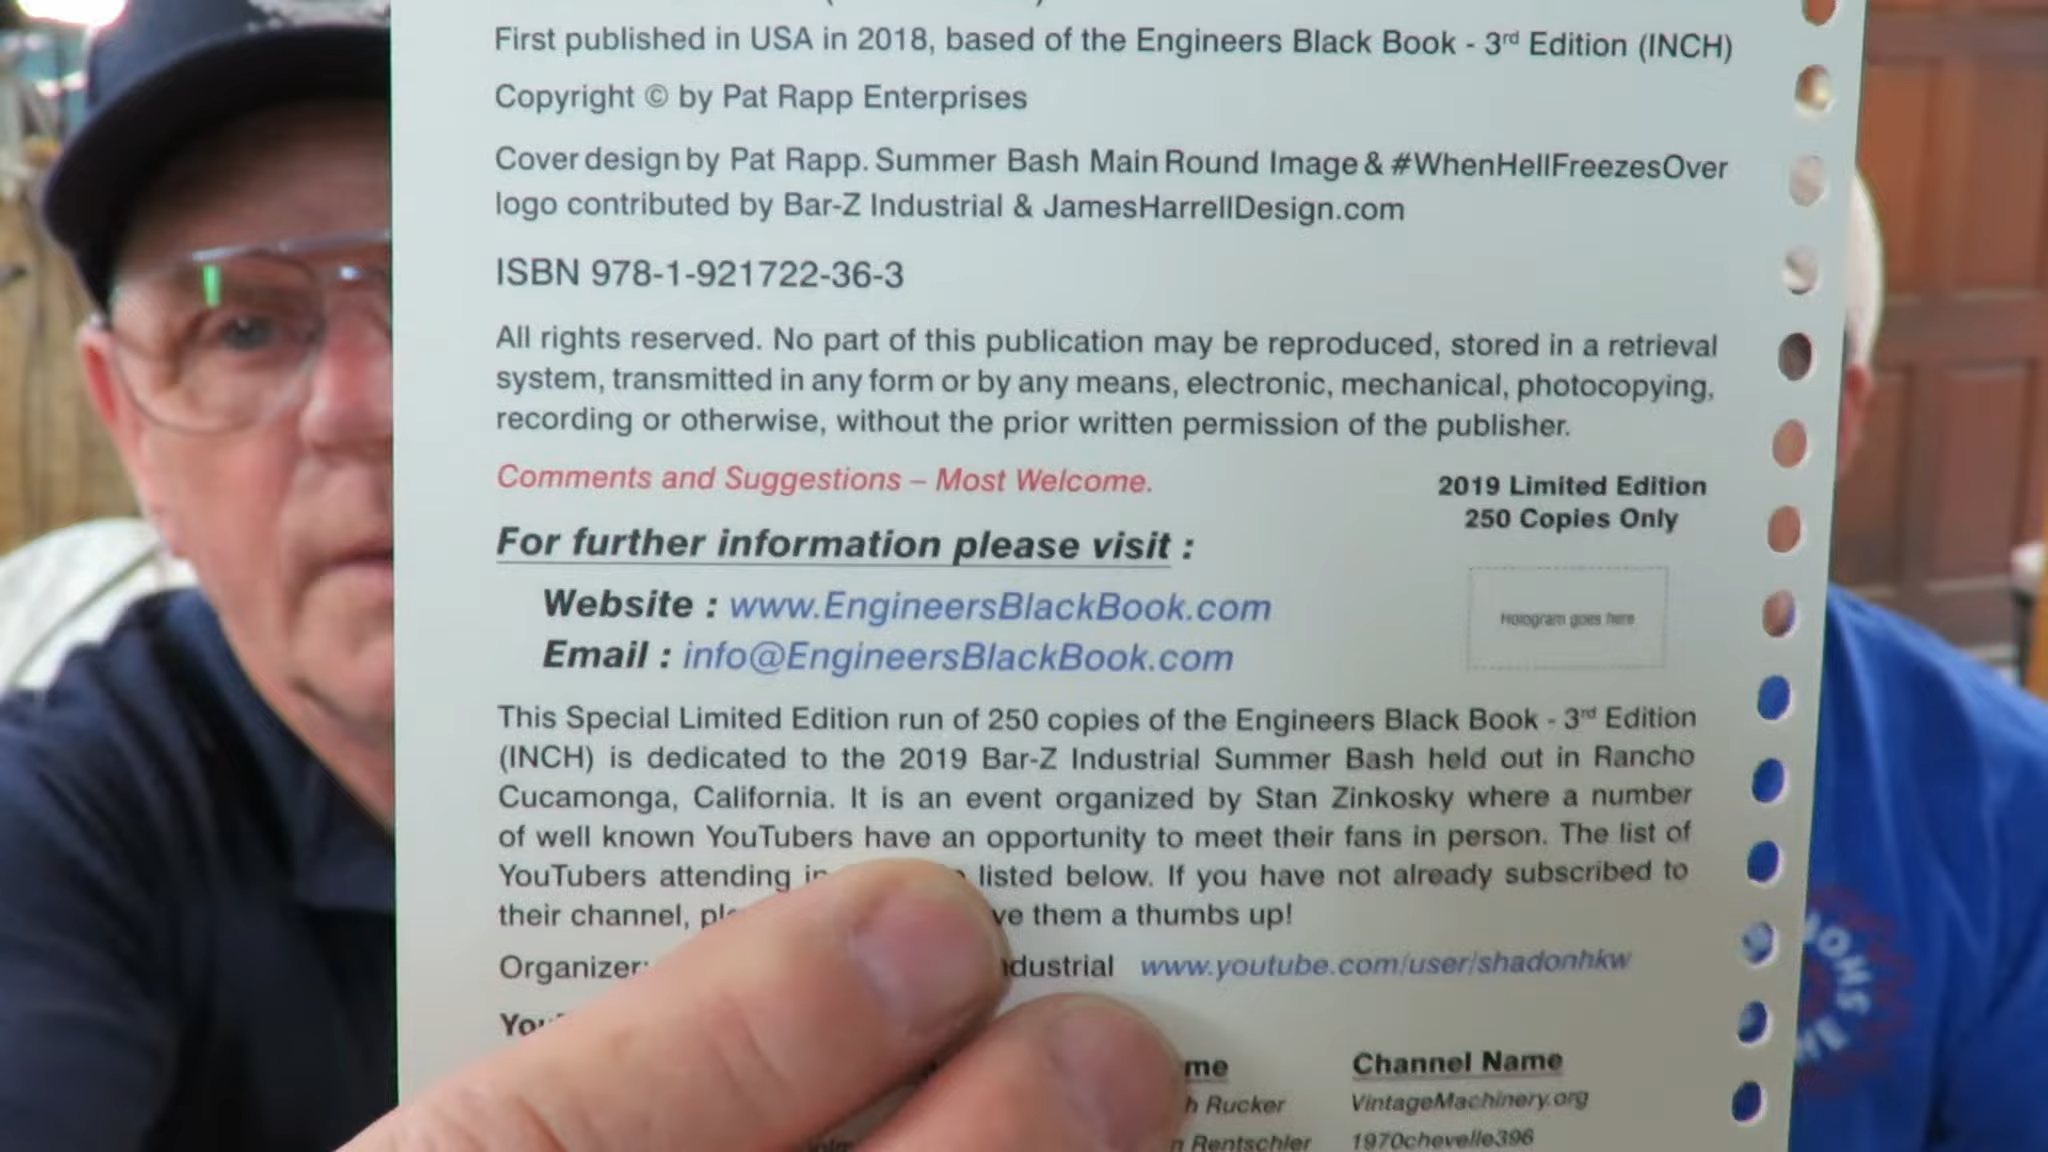 First published in USA in 2018, based of the Engineers Black Book - 3rd Edition (INCH)
Copyright © by Pat Rapp Enterprises
Cover design by Pat Rapp. Summer Bash Main Round Image & #WhenHellFreezesOver
logo contributed by Bar-Z Industrial & JamesHarrellDesign.com
ISBN 978-1-921722-36-3
All rights reserved. No part of this publication may be reproduced, stored in a retrieval
system, transmitted in any form or by any means, electronic, mechanical, photocopying,
recording or otherwise, without the prior written permission of the publisher.
Comments and Suggestions – Most Welcome.
2019 Limited Edition
250 Copies Only
For further information please visit :
Website : www.EngineersBlackBook.com
Email : info@EngineersBlackBook.com
Hologram goes here
This Special Limited Edition run of 250 copies of the Engineers Black Book - 3rd Edition
(INCH) is dedicated to the 2019 Bar-Z Industrial Summer Bash held out in Rancho
Cucamonga, California. It is an event organized by Stan Zinkosky where a number
of well known YouTubers have an opportunity to meet their fans in person. The list of
YouTubers attending listed below. If you have not already subscribed to
their channel, them a thumbs up!
Organizer: www.youtube.com/user/shadonhkw
Channel Name
Rucker VintageMachinery.org
Rentschler 1970chevelle396